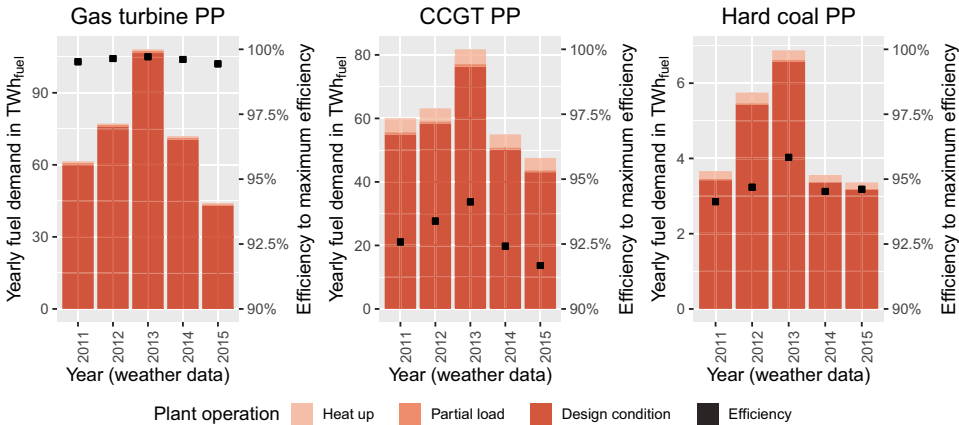 Gas turbine PP
Yearly fuel demand in TWh_fuel
90
60
30
0
100%
97.5%
95%
92.5%
90%
Efficiency to maximum efficiency
2011 2012 2013 2014 2015
Year (weather data)
CCGT PP
Yearly fuel demand in TWh_fuel
80
60
40
20
0
100%
97.5%
95%
92.5%
90%
Efficiency to maximum efficiency
2011 2012 2013 2014 2015
Year (weather data)
Hard coal PP
Yearly fuel demand in TWh_fuel
6
4
2
0
100%
97.5%
95%
92.5%
90%
Efficiency to maximum efficiency
2011 2012 2013 2014 2015
Year (weather data)
Plant operation Heat up Partial load Design condition Efficiency